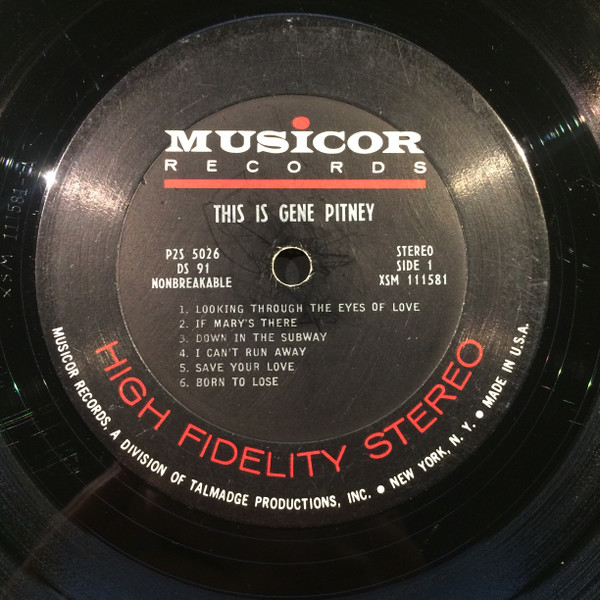 MUSICOR
RECORDS
THIS IS GENE PITNEY
P2S 5026
DS 91
NONBREAKABLE
STEREO
SIDE 1
XSM 111581
1. LOOKING THROUGH THE EYES OF LOVE
2. IF MARY'S THERE
3. DOWN IN THE SUBWAY
4. I CAN'T RUN AWAY
5. SAVE YOUR LOVE
6. BORN TO LOSE
HIGH FIDELITY STEREO
MUSICOR RECORDS, A DIVISION OF TALMADGE PRODUCTIONS, INC. ● NEW YORK, N. Y. ● MADE IN U.S.A.
XSM 111581